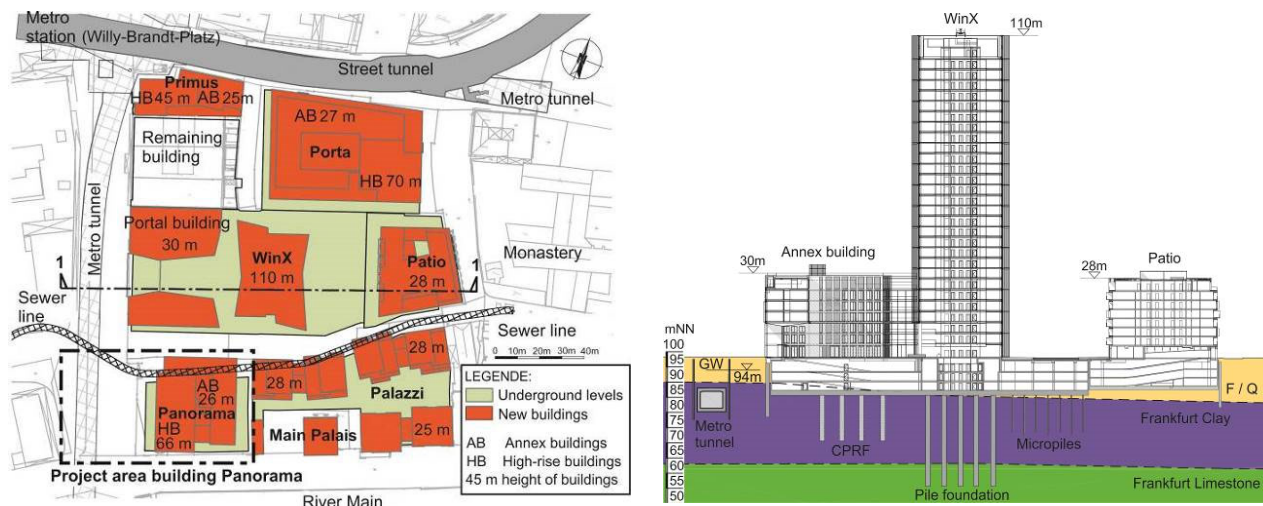 Metro
station (Willy-Brandt-Platz)
Street tunnel
Primus
HB 45 m AB 25m
Metro tunnel
Remaining
building
AB 27 m
Porta
HB 70 m
Metro tunnel
Portal building
30 m
WinX
110 m
Patio
28 m
Monastery
1
1
Sewer
line
Sewer line
0 10m 20m 30m 40m
28 m
28 m
Palazzi
AB
26 m
Panorama
HB
66 m
Main Palais
25 m
Project area building Panorama
River Main
LEGENDE:
Underground levels
New buildings
AB Annex buildings
HB High-rise buildings
45 m height of buildings
WinX
110m
Annex building
30m
Patio
28m
mNN
100
95
90
85
80
75
70
65
60
55
50
GW
94m
Metro
tunnel
F / Q
Frankfurt Clay
CPRF
Micropiles
Pile foundation
Frankfurt Limestone